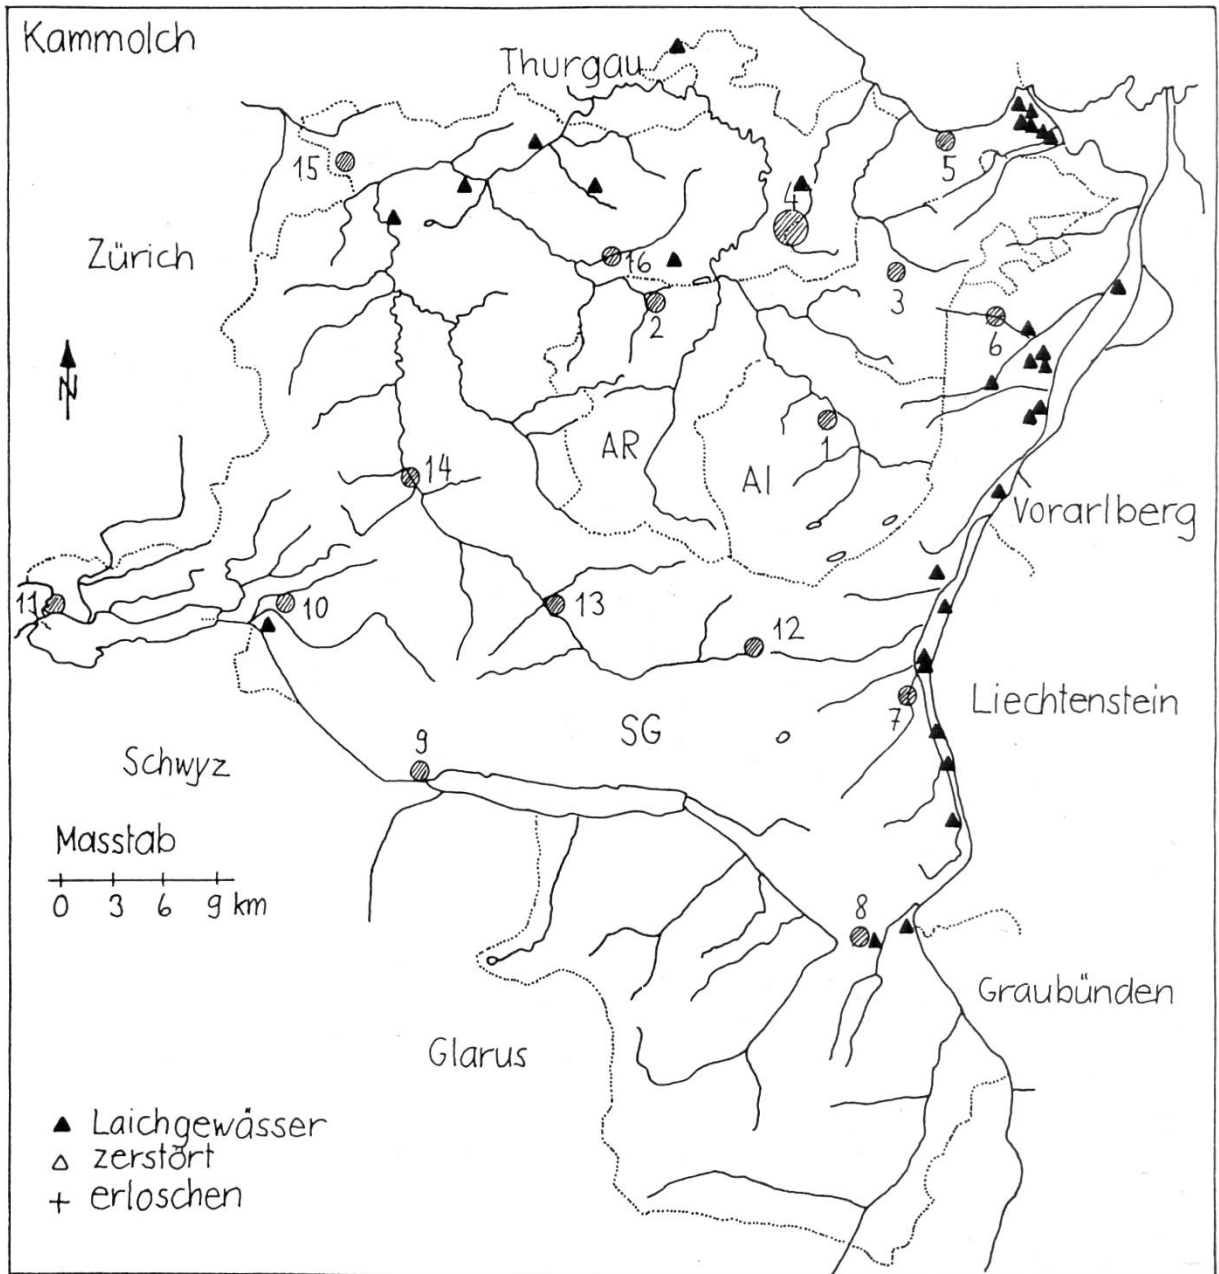 Kammolch
Thurgau
15
5
4
Zürich
16
3
2
6
N
AR
1
AI
14
Vorarlberg
11
10
13
12
Liechtenstein
7
SG
9
Schwyz
Masstab
0 3 6 9 km
8
Graubünden
Glarus
▲ Laichgewässer
△ zerstört
+ erloschen